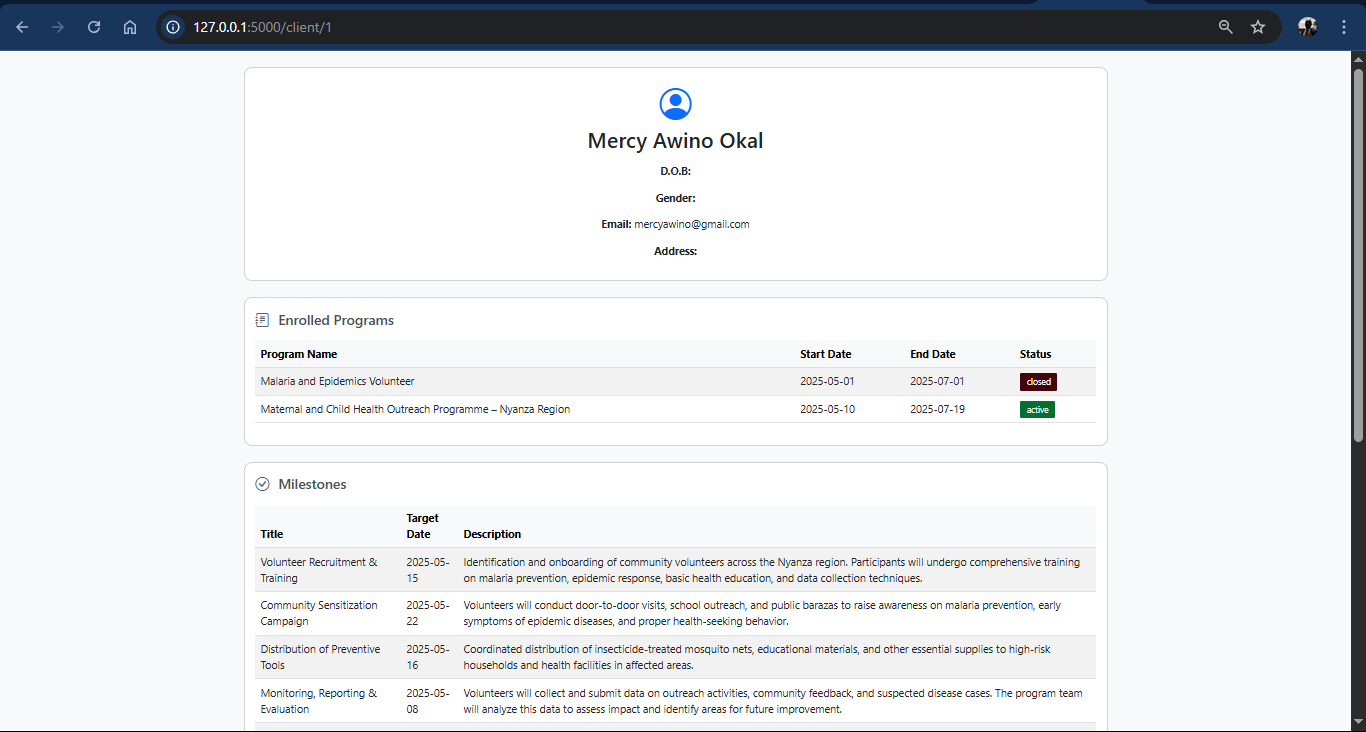 127.0.0.1:5000/client/1
Mercy Awino Okal
D.O.B:
Gender:
Email: mercyawino@gmail.com
Address:
Enrolled Programs
Program Name Start Date End Date Status
Malaria and Epidemics Volunteer 2025-05-01 2025-07-01 closed
Maternal and Child Health Outreach Programme – Nyanza Region 2025-05-10 2025-07-19 active
Milestones
Title Target Date Description
Volunteer Recruitment & Training
2025-05-15
Identification and onboarding of community volunteers across the Nyanza region. Participants will undergo comprehensive training
on malaria prevention, epidemic response, basic health education, and data collection techniques.
Community Sensitization Campaign
2025-05-22
Volunteers will conduct door-to-door visits, school outreach, and public barazas to raise awareness on malaria prevention, early
symptoms of epidemic diseases, and proper health-seeking behavior.
Distribution of Preventive Tools
2025-05-16
Coordinated distribution of insecticide-treated mosquito nets, educational materials, and other essential supplies to high-risk
households and health facilities in affected areas.
Monitoring, Reporting & Evaluation
2025-05-08
Volunteers will collect and submit data on outreach activities, community feedback, and suspected disease cases. The program team
will analyze this data to assess impact and identify areas for future improvement.